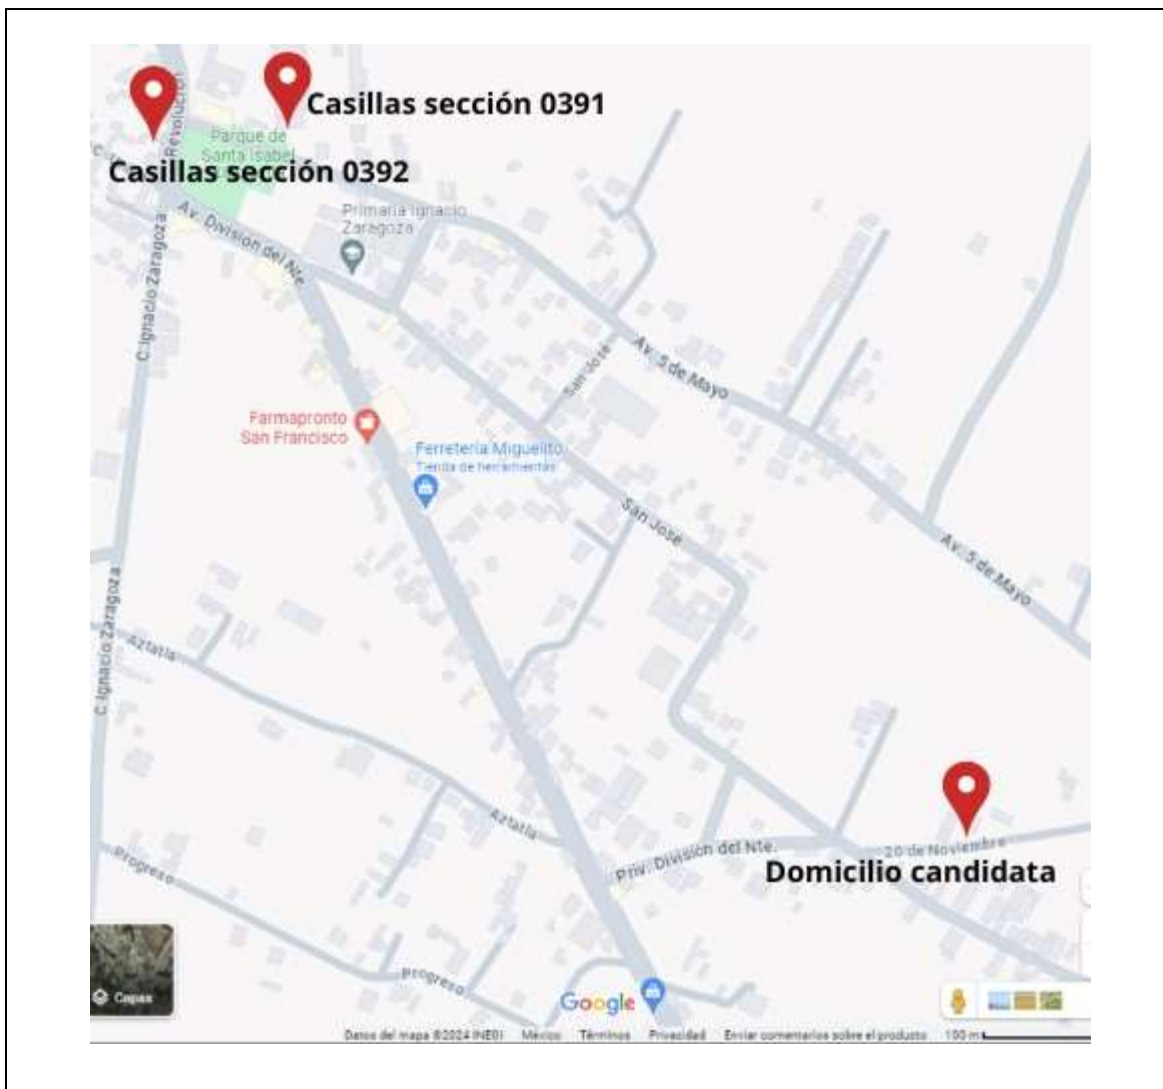 Revolución
Casillas sección 0391
Parque de
Santa Isabel
Casillas sección 0392
Av. División del Nte.
Primaria Ignacio
Zaragoza
C Ignacio Zaragoza
San José
Av. 5 de Mayo
Farmapronto
San Francisco
Ferretería Miguelito
Tienda de herramientas
San José
Av. 5 de Mayo
C Ignacio Zaragoza
Aztatla
Aztatla
Priv. División del Nte.
20 de Noviembre
Domicilio candidata
Progreso
Progreso
Capas
Google
Datos del mapa ©2024 INEGI
México
Términos
Privacidad
Enviar comentarios sobre el producto
100 m